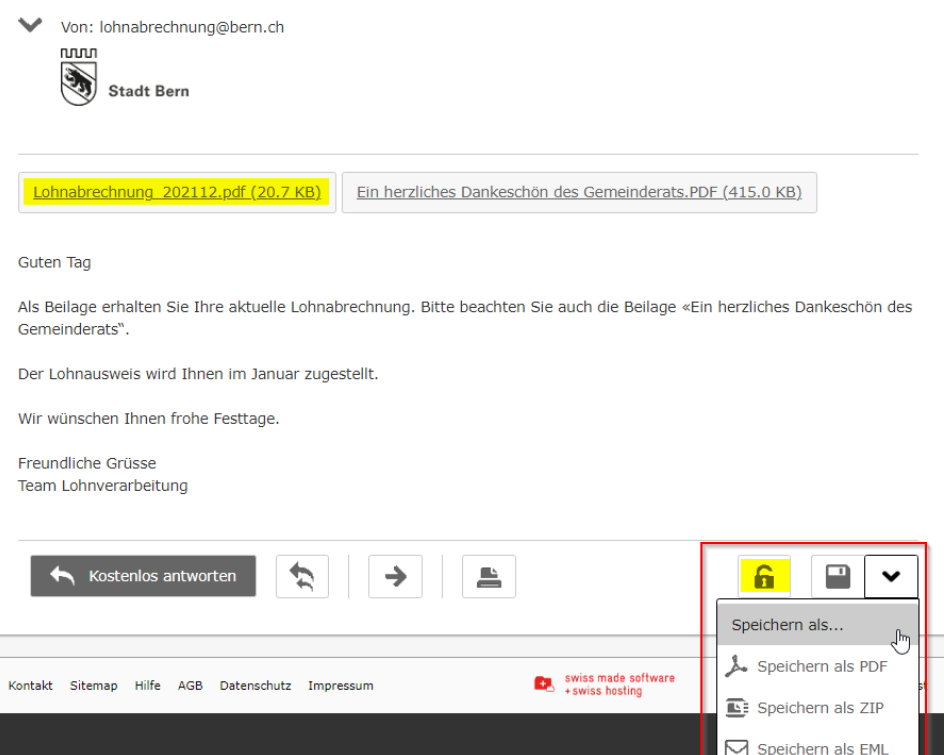 Von: lohnabrechnung@bern.ch
Stadt Bern
Lohnabrechnung_202112.pdf (20.7 KB) Ein herzliches Dankeschön des Gemeinderats.PDF (415.0 KB)
Guten Tag
Als Beilage erhalten Sie Ihre aktuelle Lohnabrechnung. Bitte beachten Sie auch die Beilage «Ein herzliches Dankeschön des
Gemeinderats“.
Der Lohnausweis wird Ihnen im Januar zugestellt.
Wir wünschen Ihnen frohe Festtage.
Freundliche Grüsse
Team Lohnverarbeitung
Kostenlos antworten
Speichern als...
Speichern als PDF
Speichern als ZIP
Speichern als EML
Kontakt Sitemap Hilfe AGB Datenschutz Impressum
swiss made software
+ swiss hosting